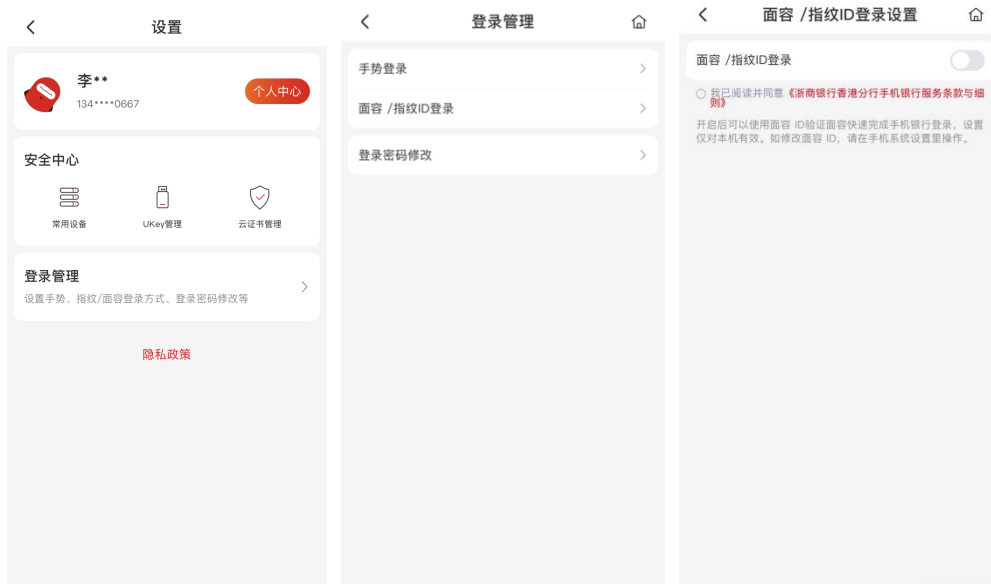 设置
李**
134****0667
个人中心
安全中心
常用设备
UKey管理
云证书管理
登录管理
设置手势、指纹/面容登录方式、登录密码修改等
隐私政策
登录管理
手势登录
面容 /指纹ID登录
登录密码修改
面容 /指纹ID登录设置
面容 /指纹ID登录
我已阅读并同意《浙商银行香港分行手机银行服务条款与细
则》
开启后可以使用面容 ID验证面容快速完成手机银行登录，设置
仅对本机有效。如修改面容 ID，请在手机系统设置里操作。